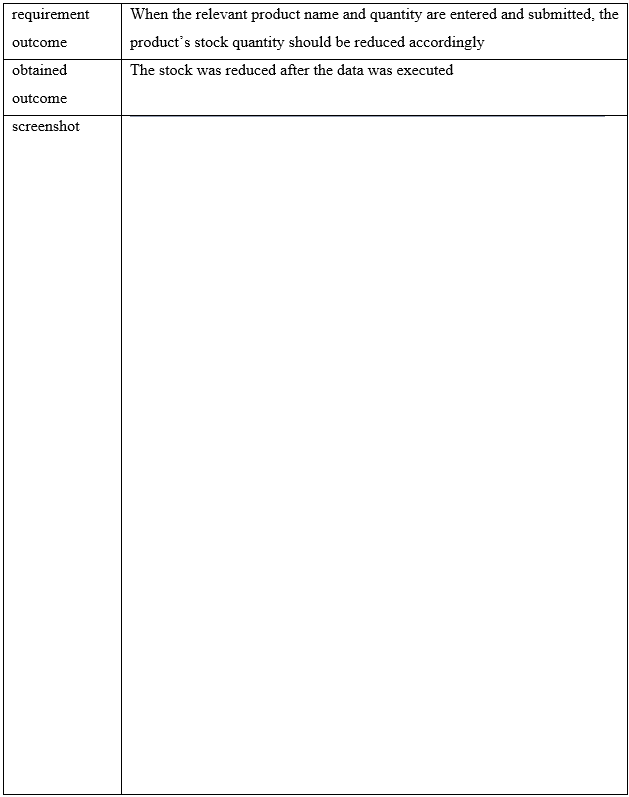 requirement
outcome
When the relevant product name and quantity are entered and submitted, the
product’s stock quantity should be reduced accordingly
obtained
outcome
The stock was reduced after the data was executed
screenshot